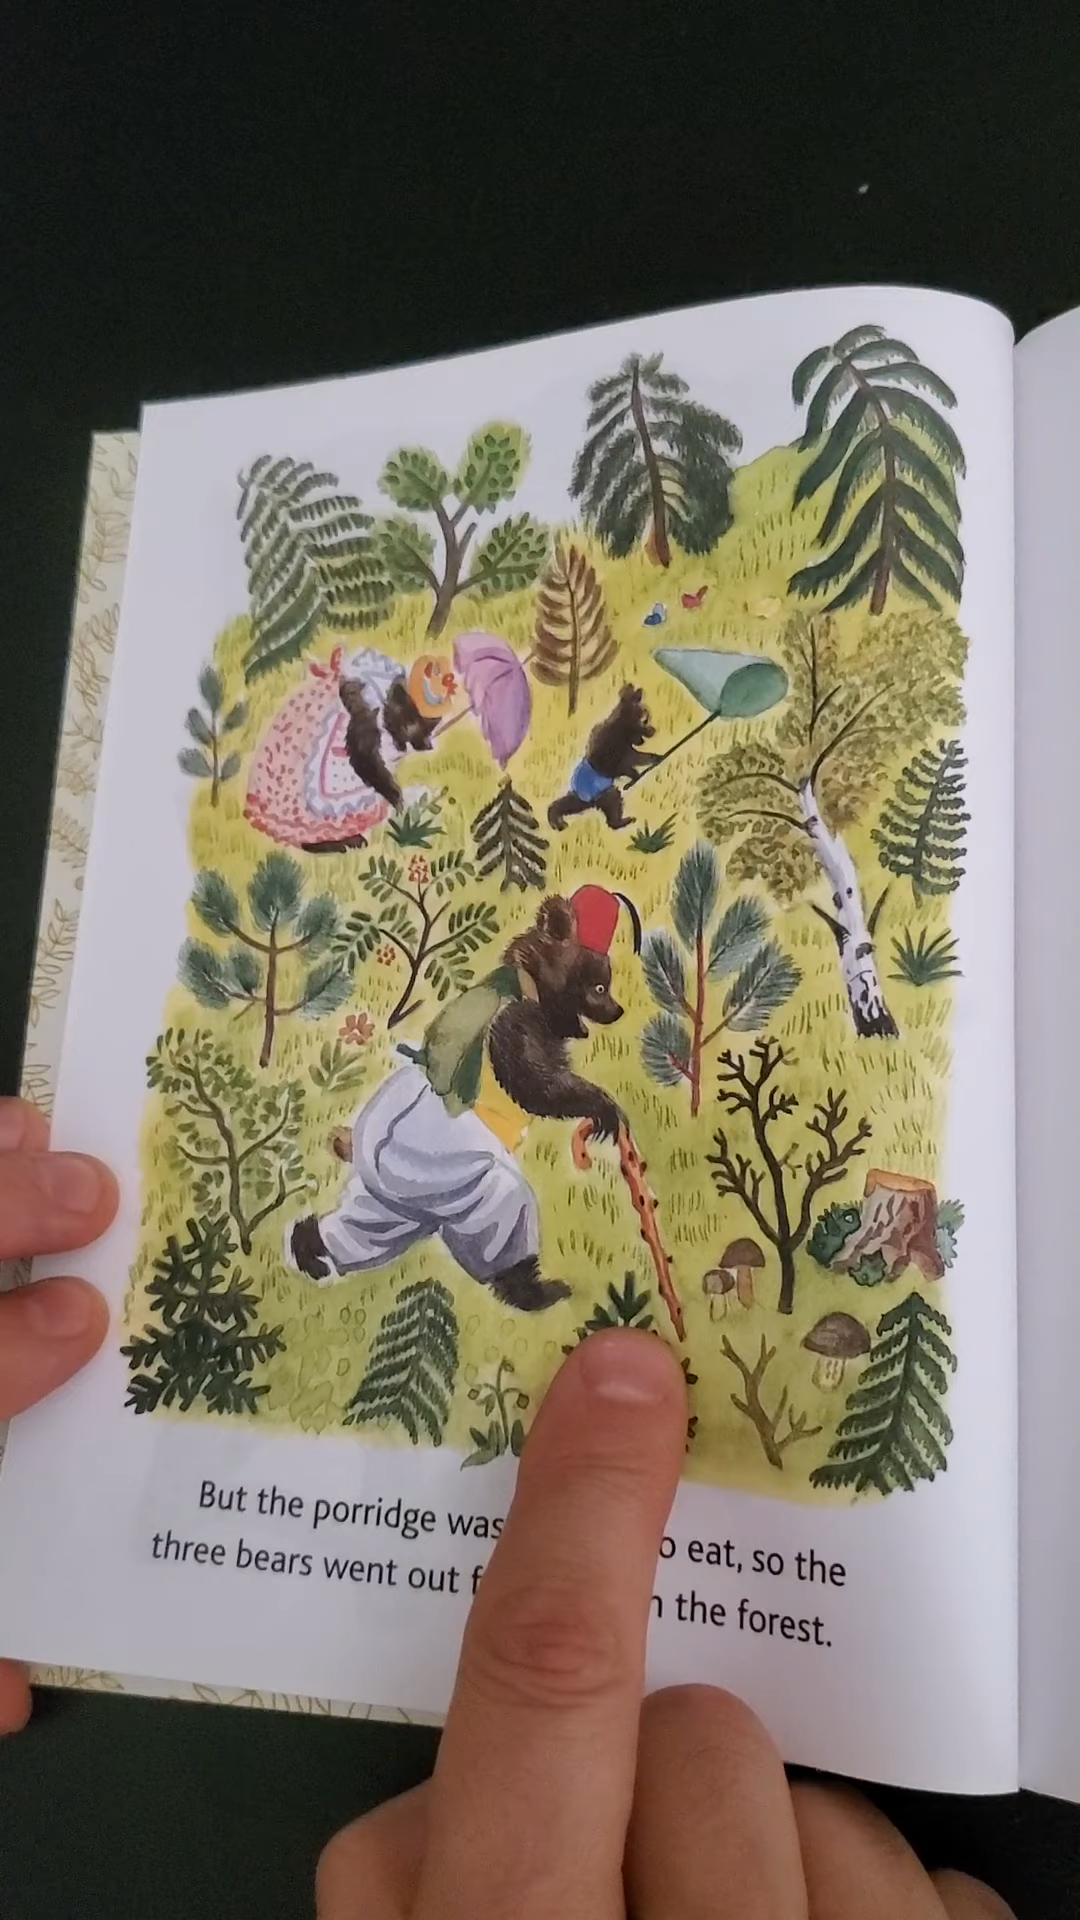 But the porridge was eat, so the
three bears went out the forest.